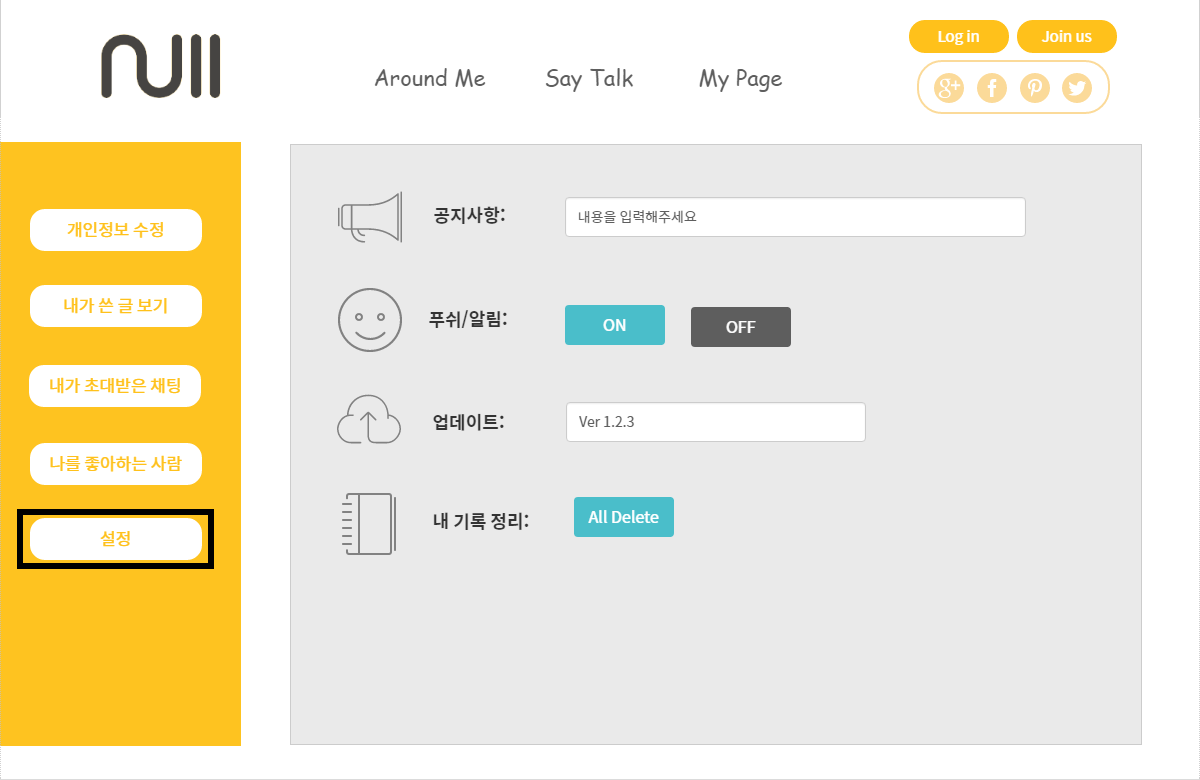 null
Around Me
Say Talk
My Page
Log in
Join us
g+
f
개인정보 수정
내가 쓴 글 보기
내가 초대받은 채팅
나를 좋아하는 사람
설정
공지사항:
내용을 입력해주세요
푸쉬/알림:
ON
OFF
업데이트:
Ver 1.2.3
내 기록 정리:
All Delete